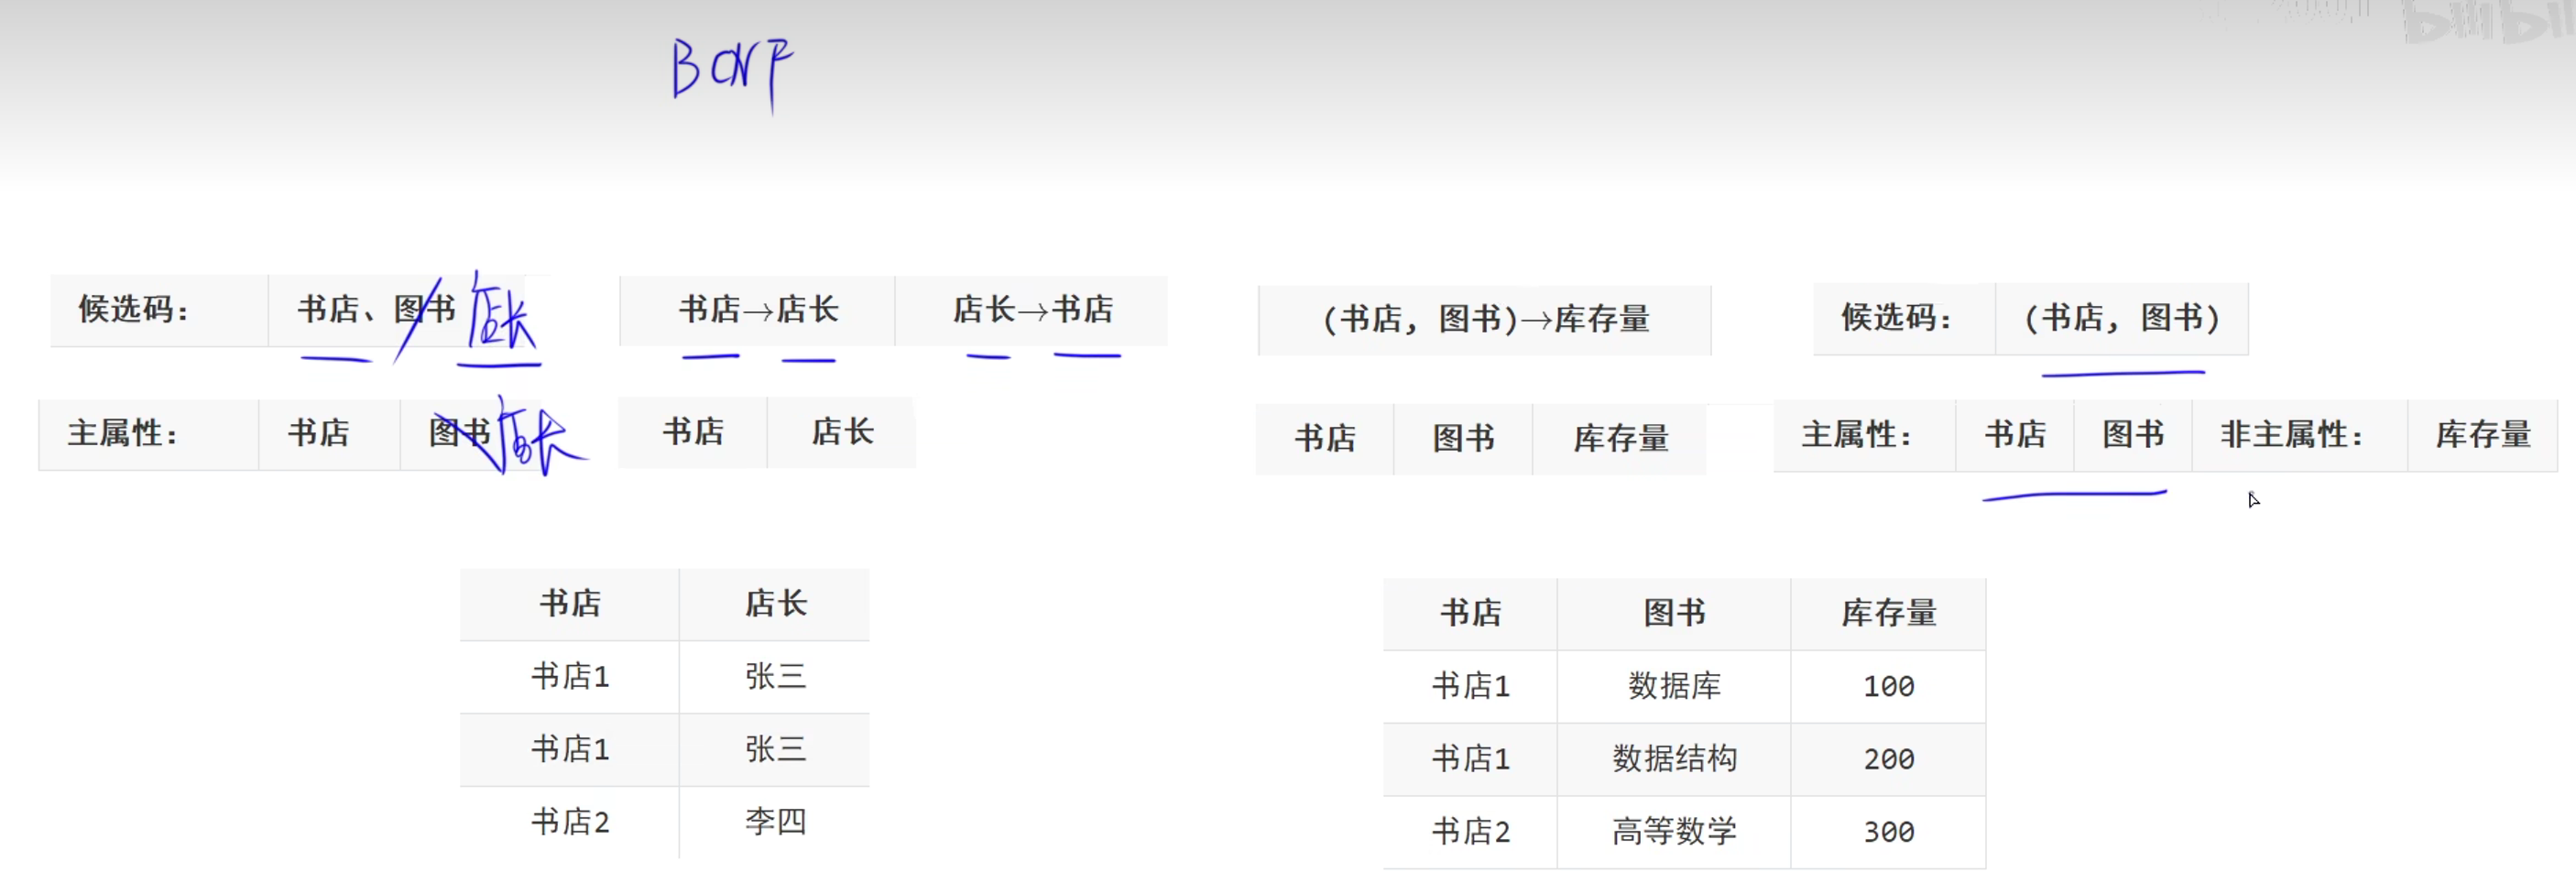 bilibili
BCNF
候选码： 书店、图书 店长 书店→店长 店长→书店 (书店, 图书)→库存量 候选码： (书店, 图书)
主属性： 书店 图书 店长 书店 店长 书店 图书 库存量 主属性： 书店 图书 非主属性： 库存量
书店 店长
书店1 张三
书店1 张三
书店2 李四
书店 图书 库存量
书店1 数据库 100
书店1 数据结构 200
书店2 高等数学 300